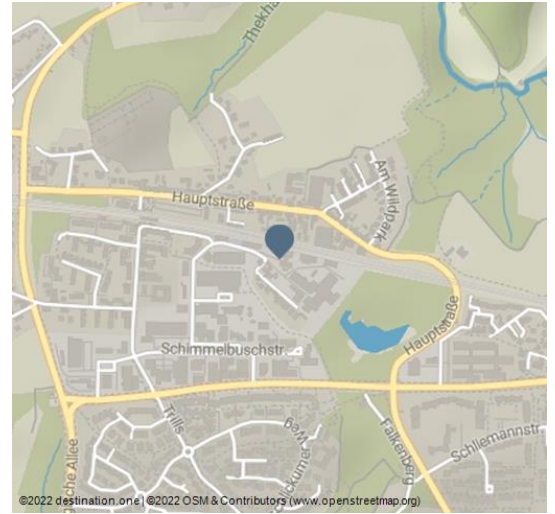 Hauptstraße
Am Wildpark
Hauptstraße
Schimmelbuschstr.
Trills
Weg
Falkenberg
Schliemannstr
©2022 destination.one | ©2022 OSM & Contributors (www.openstreetmap.org)